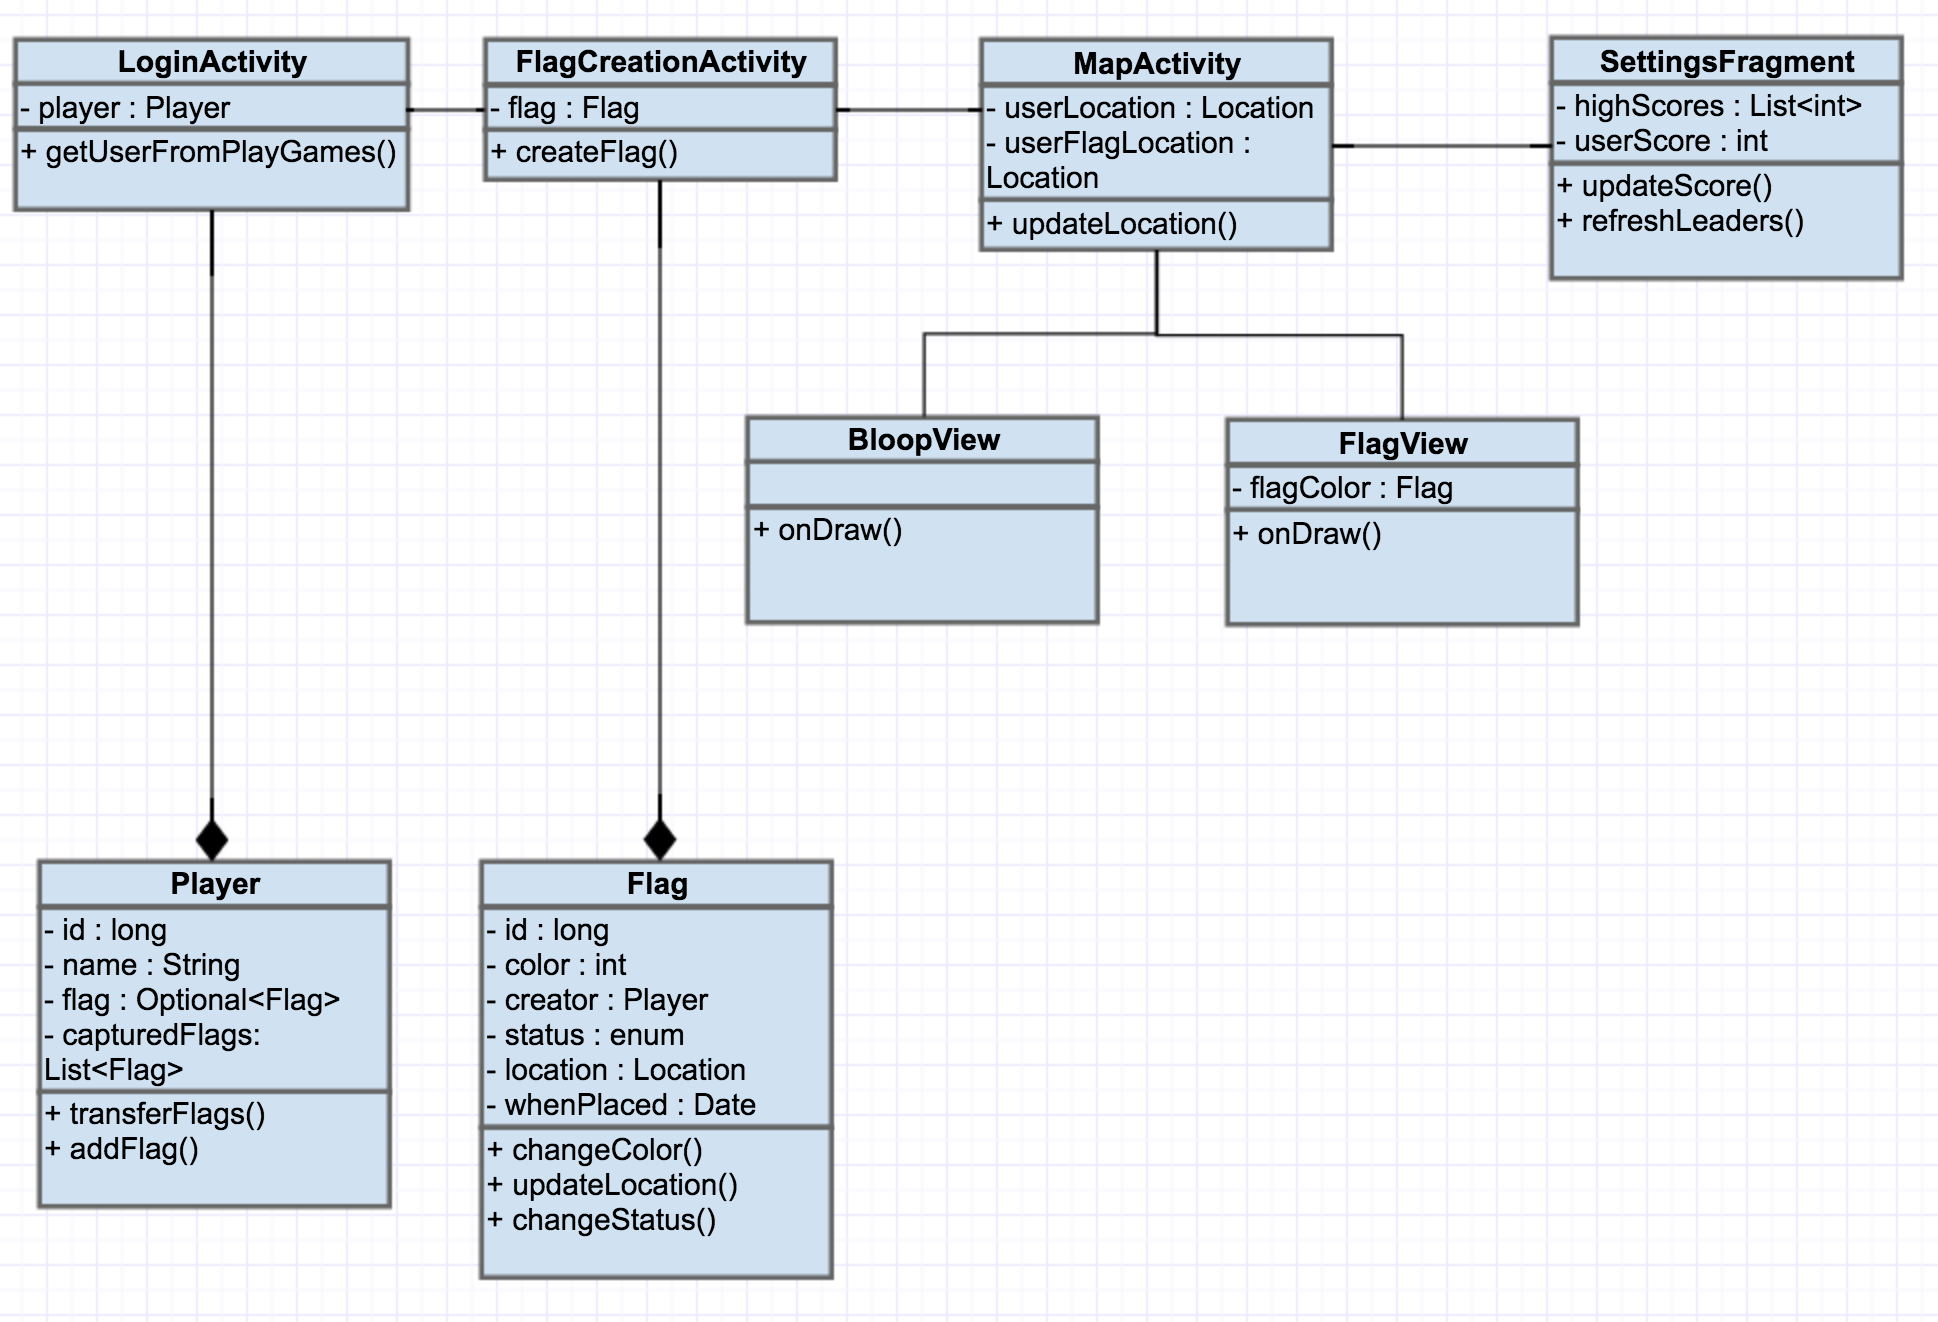 LoginActivity
- player : Player
+ getUserFromPlayGames()
FlagCreationActivity
- flag : Flag
+ createFlag()
MapActivity
- userLocation : Location
- userFlagLocation :
Location
+ updateLocation()
SettingsFragment
- highScores : List<int>
- userScore : int
+ updateScore()
+ refreshLeaders()
BloopView
+ onDraw()
FlagView
- flagColor : Flag
+ onDraw()
Player
- id : long
- name : String
- flag : Optional<Flag>
- capturedFlags:
List<Flag>
+ transferFlags()
+ addFlag()
Flag
- id : long
- color : int
- creator : Player
- status : enum
- location : Location
- whenPlaced : Date
+ changeColor()
+ updateLocation()
+ changeStatus()